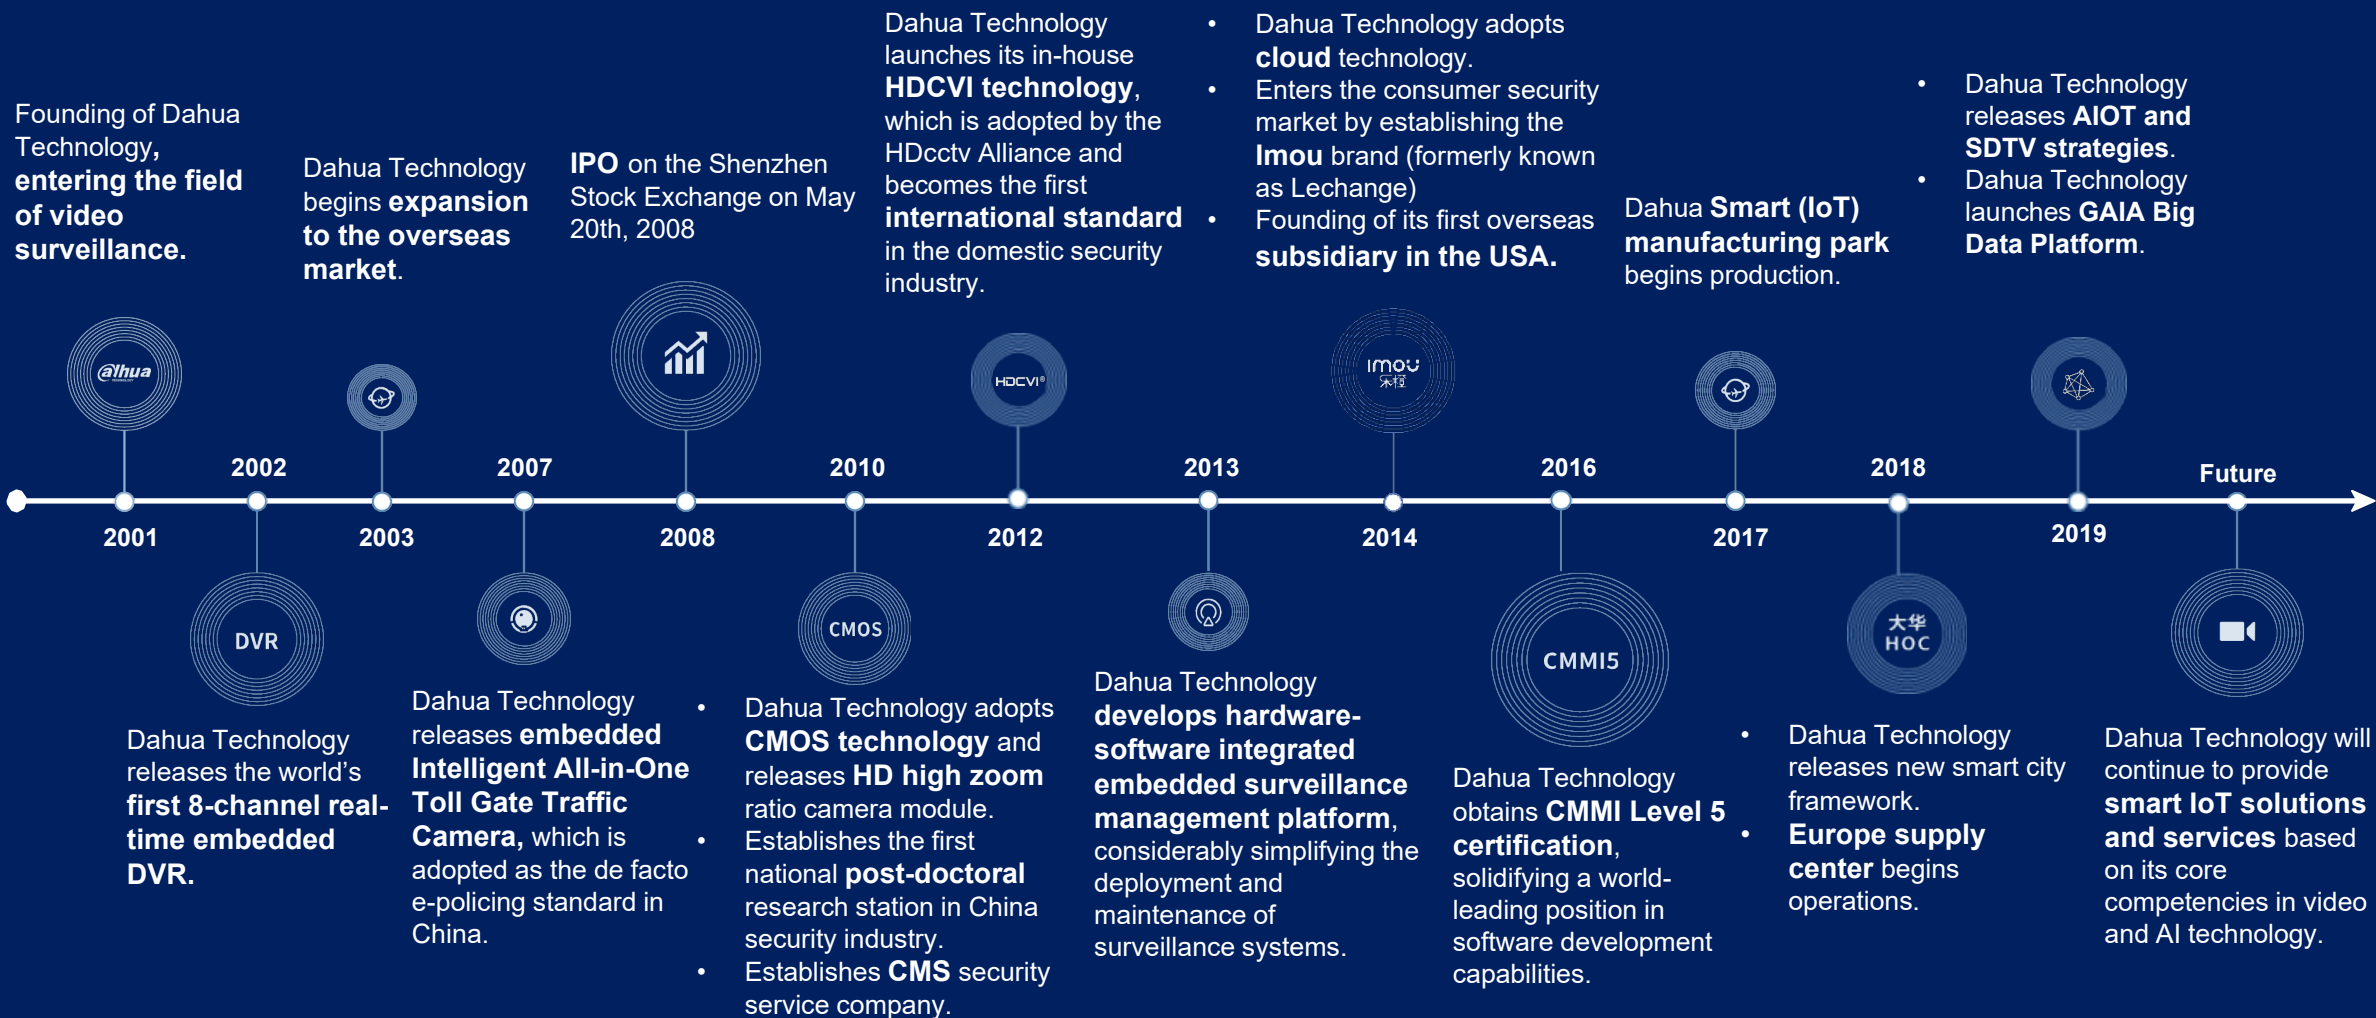 Founding of Dahua
Technology,
entering the field
of video
surveillance.
Dahua Technology
begins expansion
to the overseas
market.
IPO on the Shenzhen
Stock Exchange on May
20th, 2008
Dahua Technology
launches its in-house
HDCVI technology,
which is adopted by the
HDcctv Alliance and
becomes the first
international standard
in the domestic security
industry.
• Dahua Technology adopts
cloud technology.
• Enters the consumer security
market by establishing the
Imou brand (formerly known
as Lechange)
• Founding of its first overseas
subsidiary in the USA.
Dahua Smart (IoT)
manufacturing park
begins production.
• Dahua Technology
releases AIOT and
SDTV strategies.
• Dahua Technology
launches GAIA Big
Data Platform.
alhua
TECHNOLOGY
HDCVI®
imou
乐橙
2002
2007
2010
2013
2016
2018
Future
2001
2003
2008
2012
2014
2017
2019
DVR
CMOS
CMMI5
大华
HOC
Dahua Technology
releases the world's
first 8-channel real-
time embedded
DVR.
Dahua Technology
releases embedded
Intelligent All-in-One
Toll Gate Traffic
Camera, which is
adopted as the de facto
e-policing standard in
China.
• Dahua Technology adopts
CMOS technology and
releases HD high zoom
ratio camera module.
• Establishes the first
national post-doctoral
research station in China
security industry.
• Establishes CMS security
service company.
Dahua Technology
develops hardware-
software integrated
embedded surveillance
management platform,
considerably simplifying the
deployment and
maintenance of
surveillance systems.
Dahua Technology
obtains CMMI Level 5
certification,
solidifying a world-
leading position in
software development
capabilities.
• Dahua Technology
releases new smart city
framework.
• Europe supply
center begins
operations.
Dahua Technology will
continue to provide
smart IoT solutions
and services based
on its core
competencies in video
and AI technology.